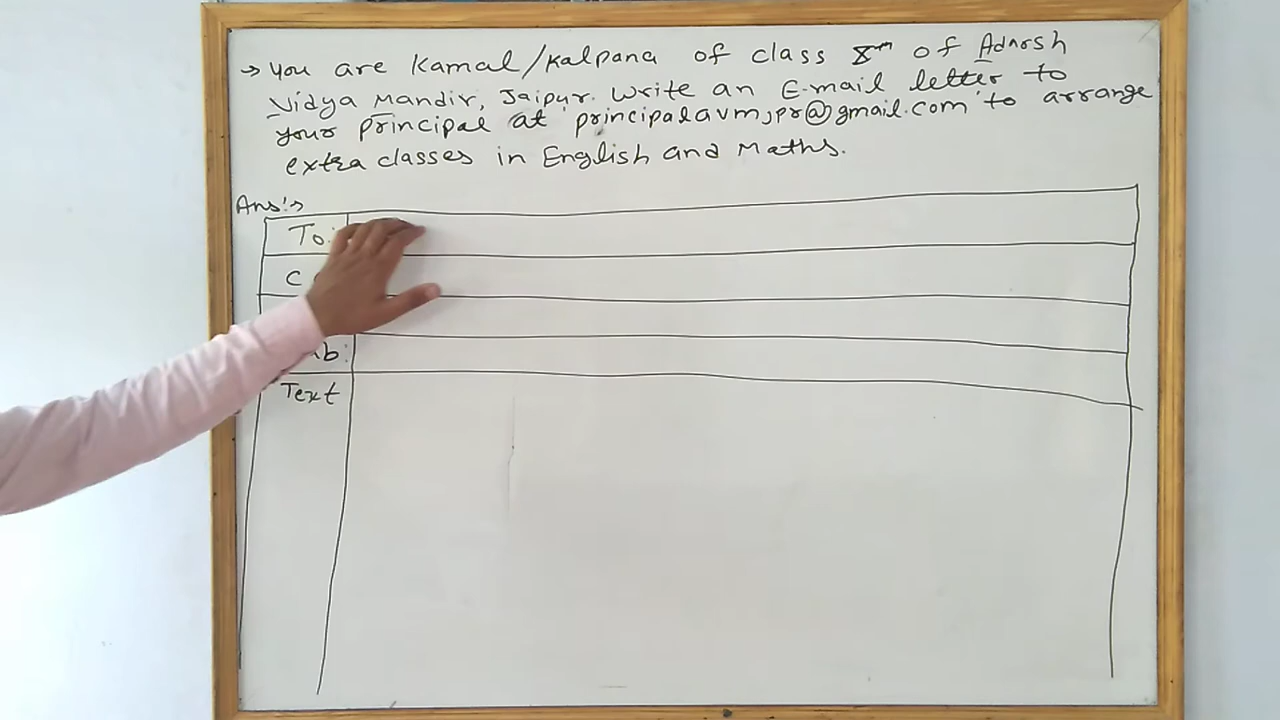 → You are Kamal/Kalpana of class 8th of Adarsh
Vidya Mandir, Jaipur. Write an E-mail letter to
your principal at 'principalavmjpr@gmail.com' to arrange
extra classes in English and Maths.
Ans:→
To:
C
ub:
Text